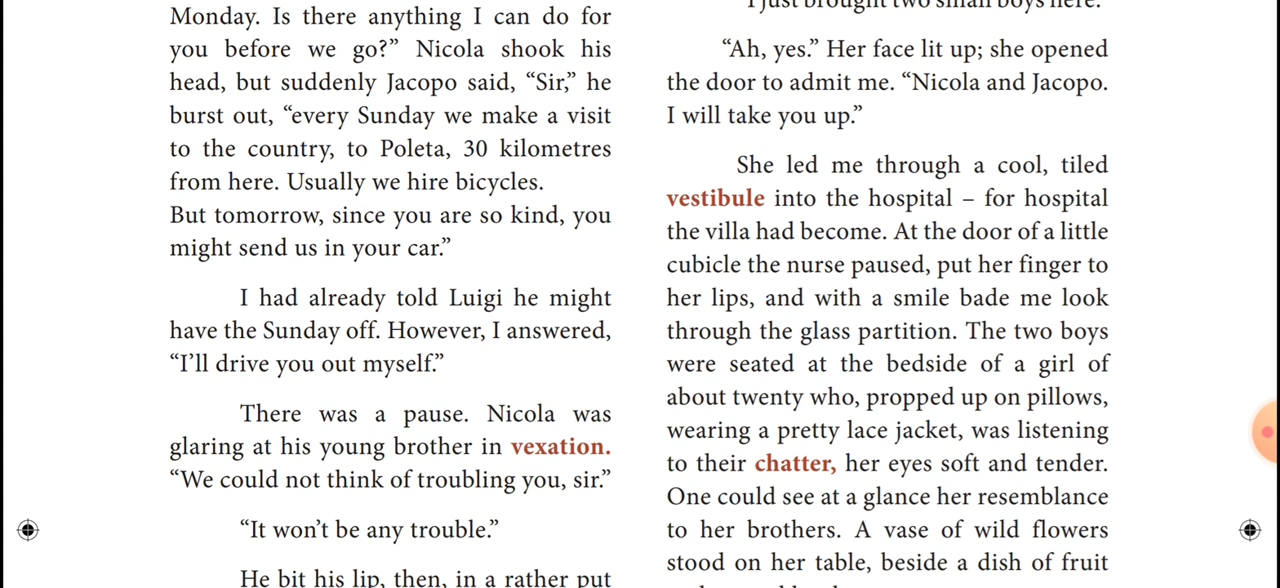 Monday. Is there anything I can do for
you before we go?” Nicola shook his
head, but suddenly Jacopo said, “Sir,” he
burst out, “every Sunday we make a visit
to the country, to Poleta, 30 kilometres
from here. Usually we hire bicycles.
But tomorrow, since you are so kind, you
might send us in your car.”
I had already told Luigi he might
have the Sunday off. However, I answered,
“I’ll drive you out myself.”
There was a pause. Nicola was
glaring at his young brother in vexation.
“We could not think of troubling you, sir.”
“It won’t be any trouble.”
He bit his lip, then, in a rather put
I just brought two small boys here.
“Ah, yes.” Her face lit up; she opened
the door to admit me. “Nicola and Jacopo.
I will take you up.”
She led me through a cool, tiled
vestibule into the hospital – for hospital
the villa had become. At the door of a little
cubicle the nurse paused, put her finger to
her lips, and with a smile bade me look
through the glass partition. The two boys
were seated at the bedside of a girl of
about twenty who, propped up on pillows,
wearing a pretty lace jacket, was listening
to their chatter, her eyes soft and tender.
One could see at a glance her resemblance
to her brothers. A vase of wild flowers
stood on her table, beside a dish of fruit